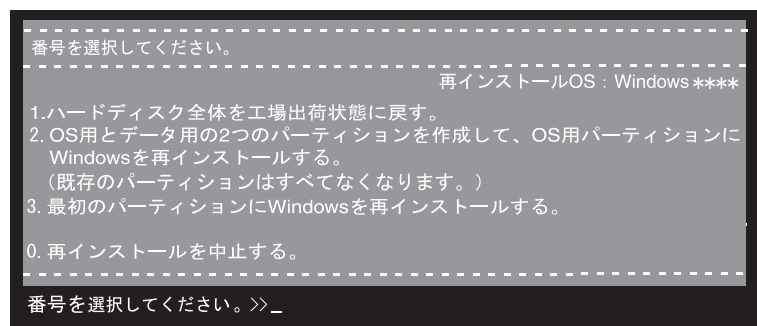 番号を選択してください。
再インストールOS：Windows****
1.ハードディスク全体を工場出荷状態に戻す。
2. OS用とデータ用の2つのパーティションを作成して、OS用パーティションに
Windowsを再インストールする。
（既存のパーティションはすべてなくなります。）
3. 最初のパーティションにWindowsを再インストールする。
0. 再インストールを中止する。
番号を選択してください。>>_